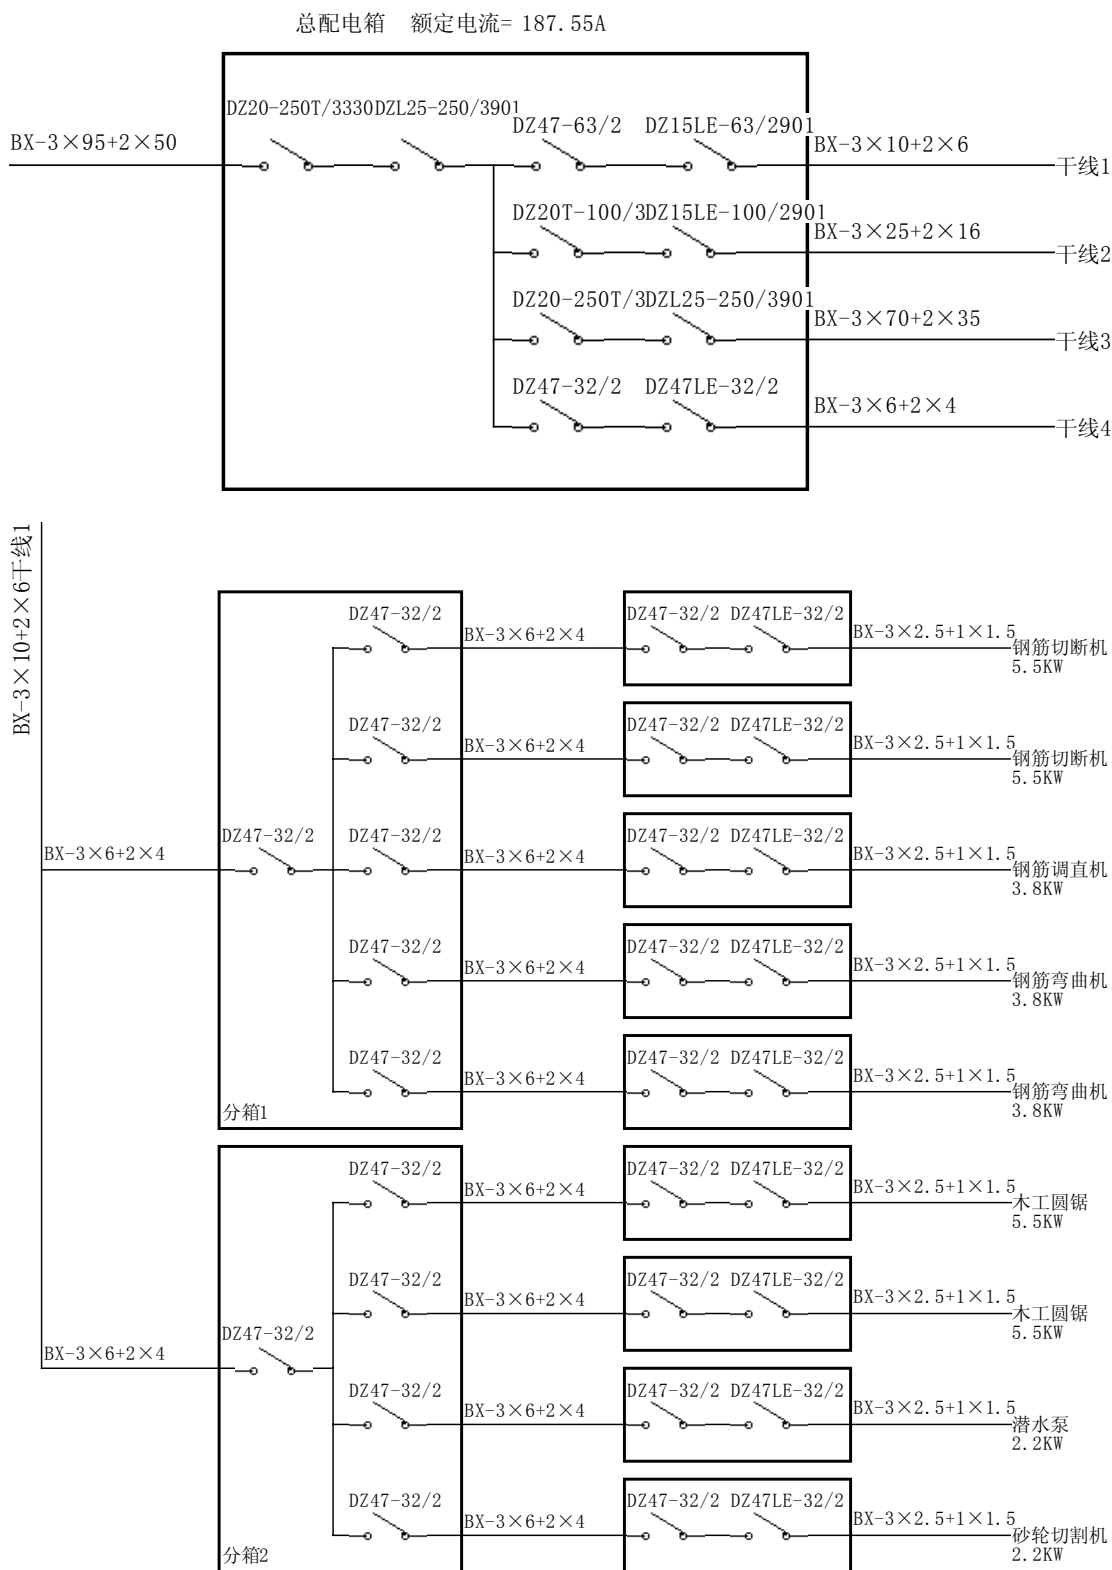 总配电箱 额定电流= 187.55A
DZ20-250T/3330 DZL25-250/3901
DZ47-63/2 DZ15LE-63/2901
BX-3×95+2×50
BX-3×10+2×6
干线1
DZ20T-100/3 DZ15LE-100/2901
BX-3×25+2×16
干线2
DZ20-250T/3 DZL25-250/3901
BX-3×70+2×35
干线3
DZ47-32/2 DZ47LE-32/2
BX-3×6+2×4
干线4
BX-3×10+2×6干线1
DZ47-32/2
BX-3×6+2×4
DZ47-32/2 DZ47LE-32/2
BX-3×2.5+1×1.5
钢筋切断机
5.5KW
DZ47-32/2
BX-3×6+2×4
DZ47-32/2 DZ47LE-32/2
BX-3×2.5+1×1.5
钢筋切断机
5.5KW
BX-3×6+2×4
DZ47-32/2
DZ47-32/2
BX-3×6+2×4
DZ47-32/2 DZ47LE-32/2
BX-3×2.5+1×1.5
钢筋调直机
3.8KW
DZ47-32/2
BX-3×6+2×4
DZ47-32/2 DZ47LE-32/2
BX-3×2.5+1×1.5
钢筋弯曲机
3.8KW
DZ47-32/2
BX-3×6+2×4
DZ47-32/2 DZ47LE-32/2
BX-3×2.5+1×1.5
钢筋弯曲机
3.8KW
分箱1
DZ47-32/2
BX-3×6+2×4
DZ47-32/2 DZ47LE-32/2
BX-3×2.5+1×1.5
木工圆锯
5.5KW
DZ47-32/2
BX-3×6+2×4
DZ47-32/2 DZ47LE-32/2
BX-3×2.5+1×1.5
木工圆锯
5.5KW
BX-3×6+2×4
DZ47-32/2
DZ47-32/2
BX-3×6+2×4
DZ47-32/2 DZ47LE-32/2
BX-3×2.5+1×1.5
潜水泵
2.2KW
DZ47-32/2
BX-3×6+2×4
DZ47-32/2 DZ47LE-32/2
BX-3×2.5+1×1.5
砂轮切割机
2.2KW
分箱2